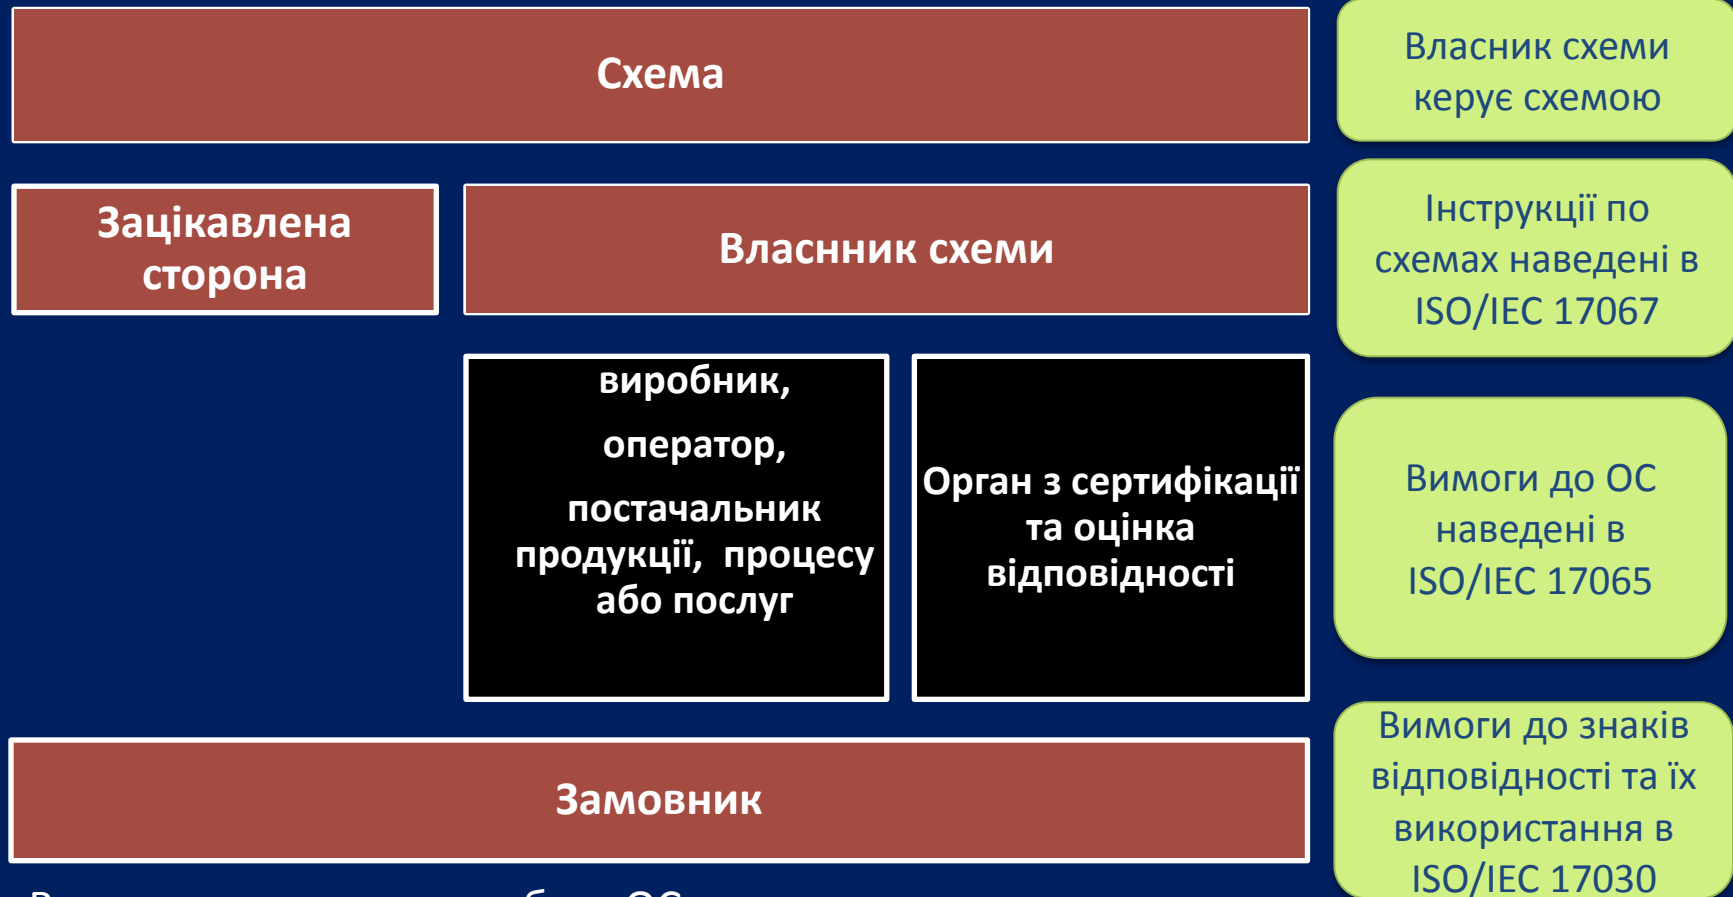 Схема
Власник схеми
керує схемою
Зацікавлена
сторона
Власнник схеми
Інструкції по
схемах наведені в
ISO/IEC 17067
виробник,
оператор,
постачальник
продукції, процесу
або послуг
Орган з сертифікації
та оцінка
відповідності
Вимоги до ОС
наведені в
ISO/IEC 17065
Замовник
Вимоги до знаків
відповідності та їх
використання в
ISO/IEC 17030